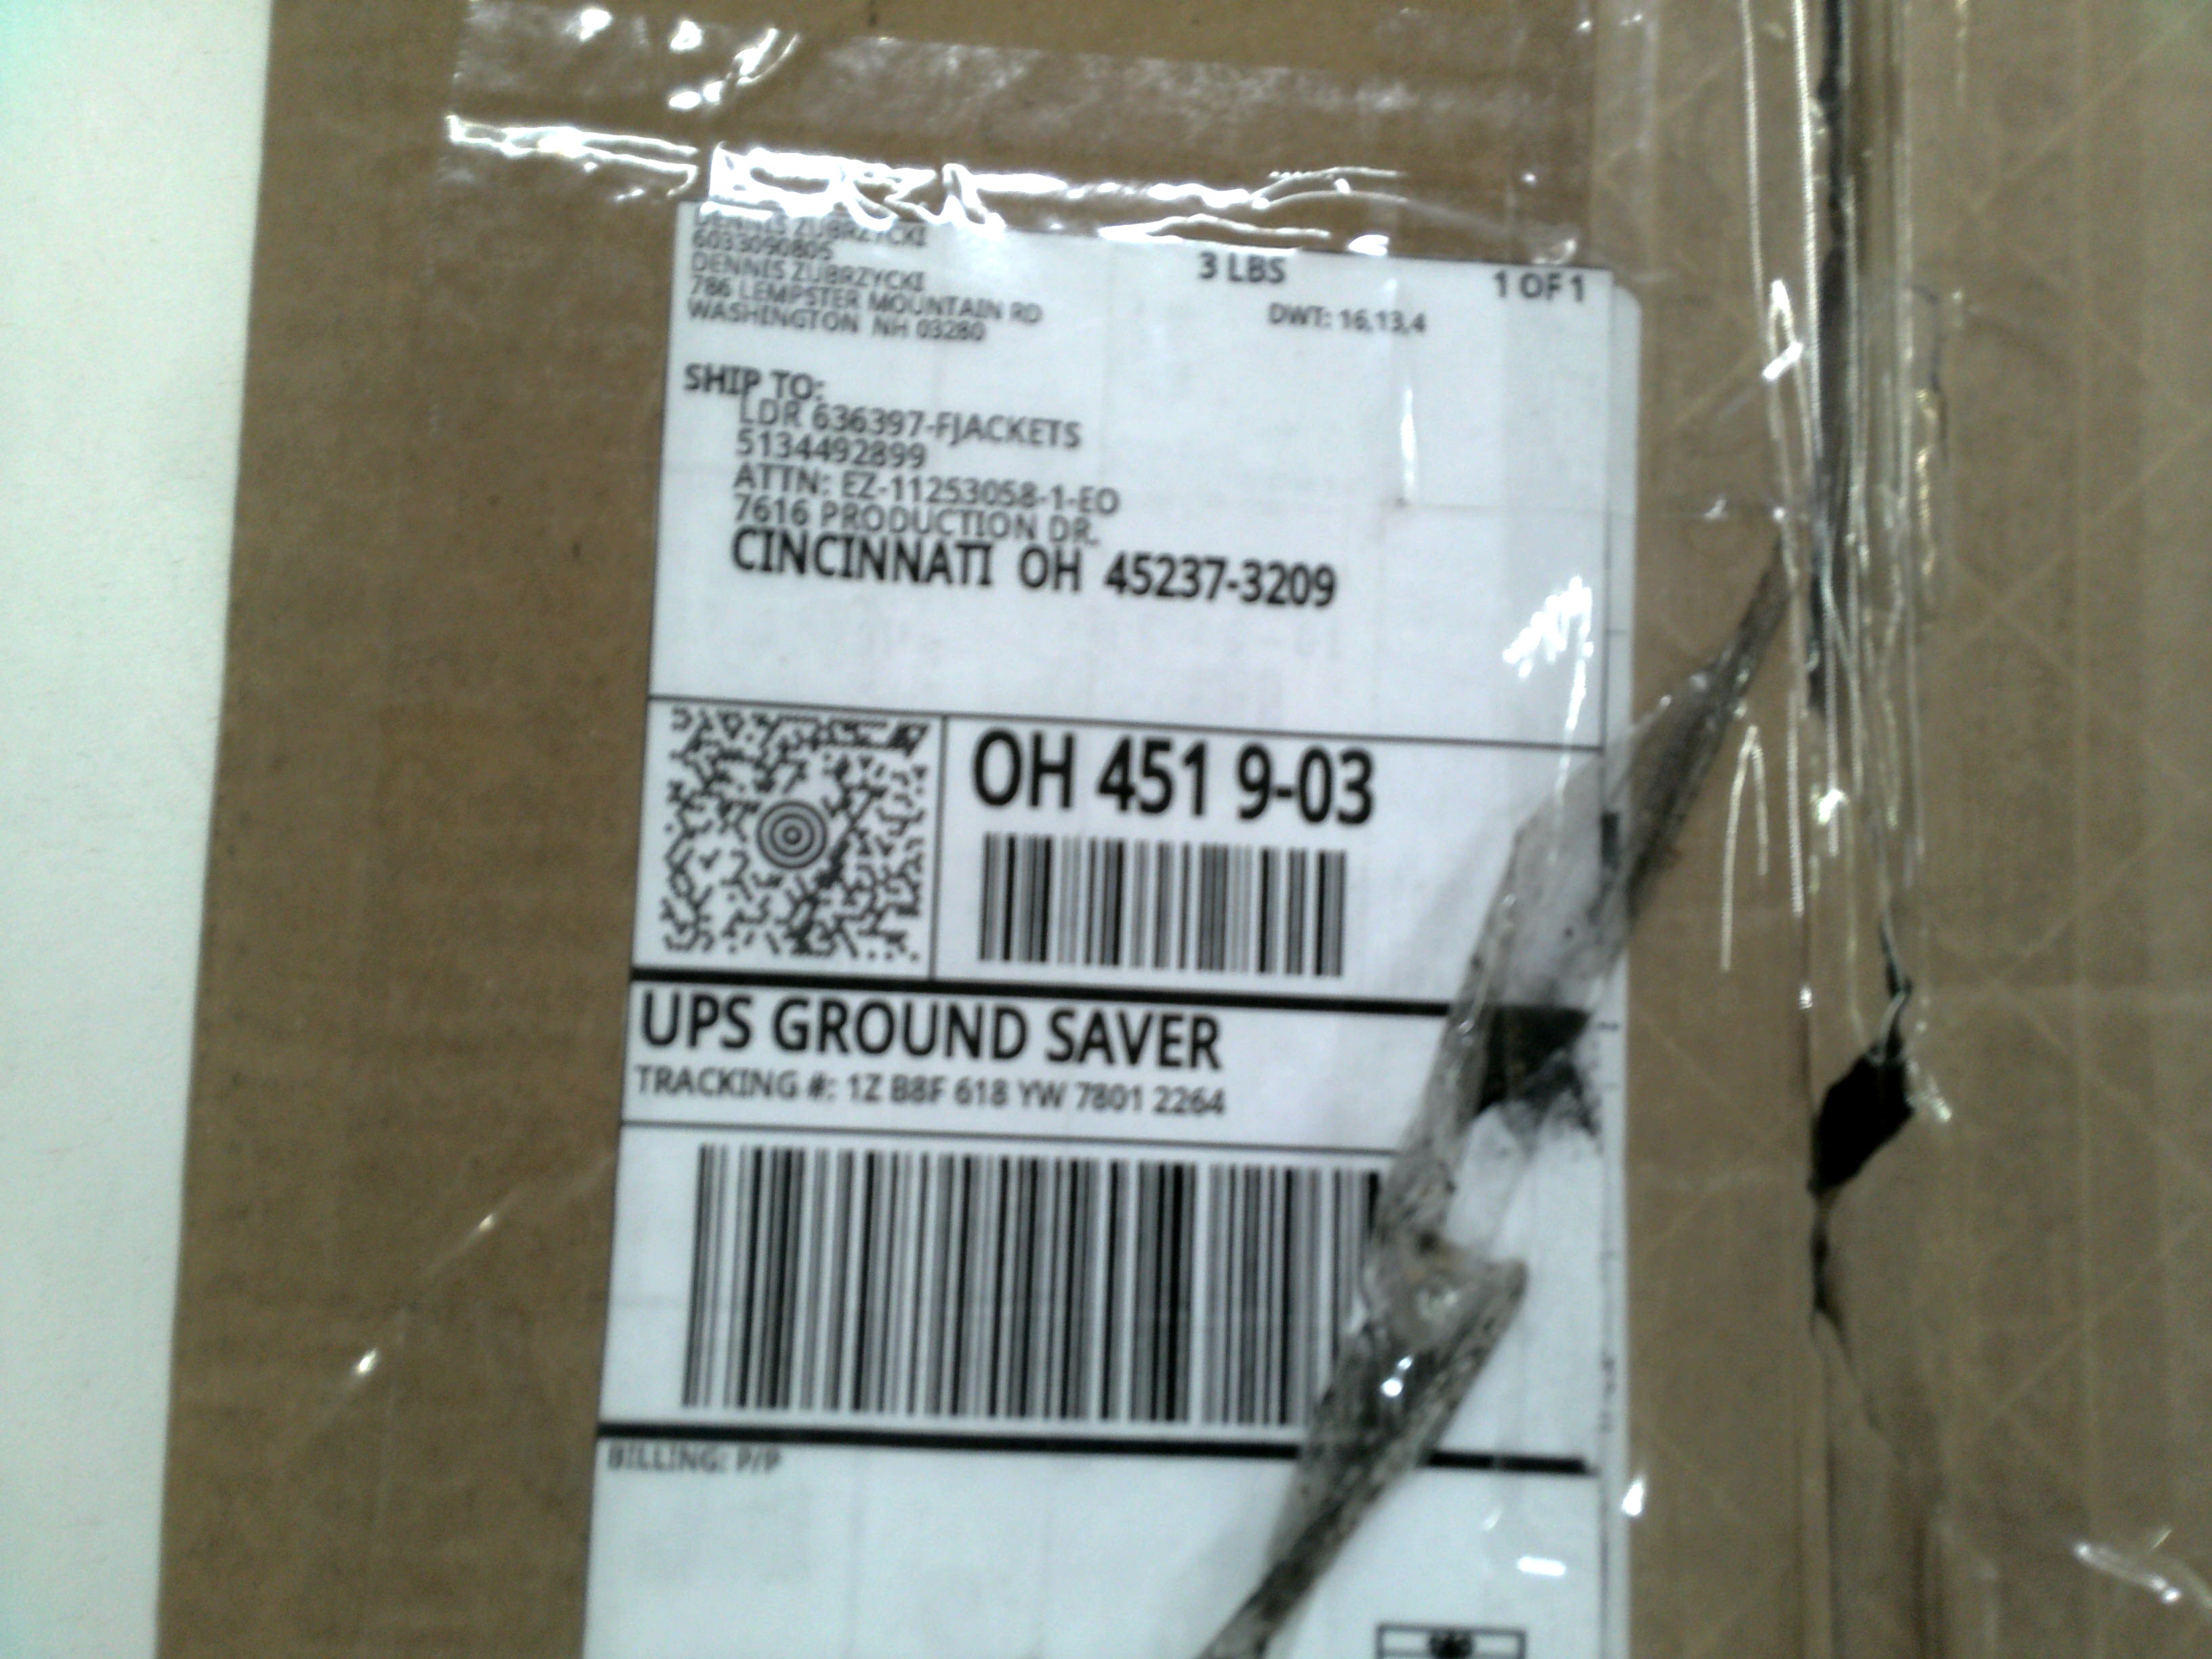 DENNIS ZUBRZYCKI
6033090805
DENNIS ZUBRZYCKI
786 LEMPSTER MOUNTAIN RD
WASHINGTON NH 03280
3 LBS
1 OF 1
DWT: 16,13,4
SHIP TO:
LDR 636397-FJACKETS
5134492899
ATTN: EZ-11253058-1-EO
7616 PRODUCTION DR.
CINCINNATI OH 45237-3209
OH 451 9-03
UPS GROUND SAVER
TRACKING #: 1Z B8F 618 YW 7801 2264
BILLING: P/P